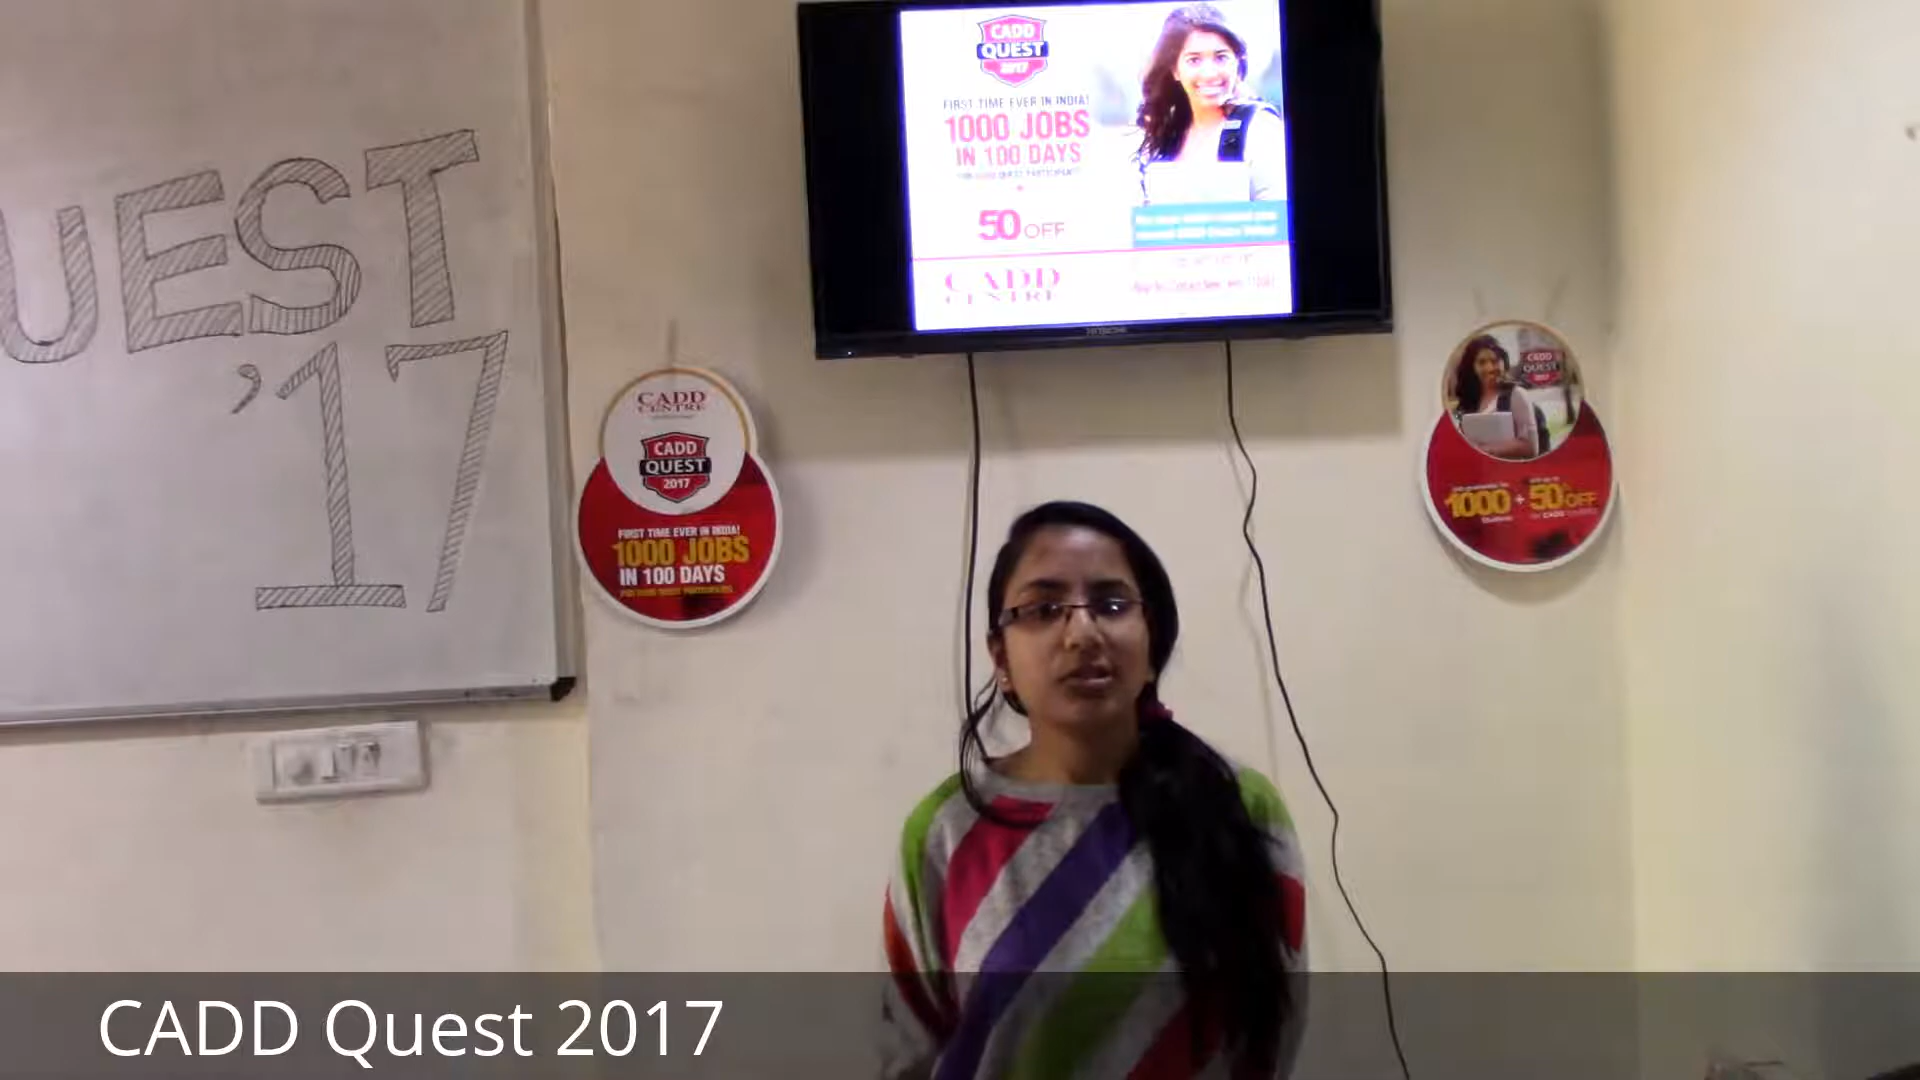 UEST
'17
CADD
QUEST
2017
FIRST TIME EVER IN INDIA!
1000 JOBS
IN 100 DAYS
50 OFF
CADD
CENTRE
HITACHI
CADD
CENTRE
CADD
QUEST
2017
FIRST TIME EVER IN INDIA!
1000 JOBS
IN 100 DAYS
CADD
QUEST
2017
1000 + 50 OFF
Students
CADD Quest 2017